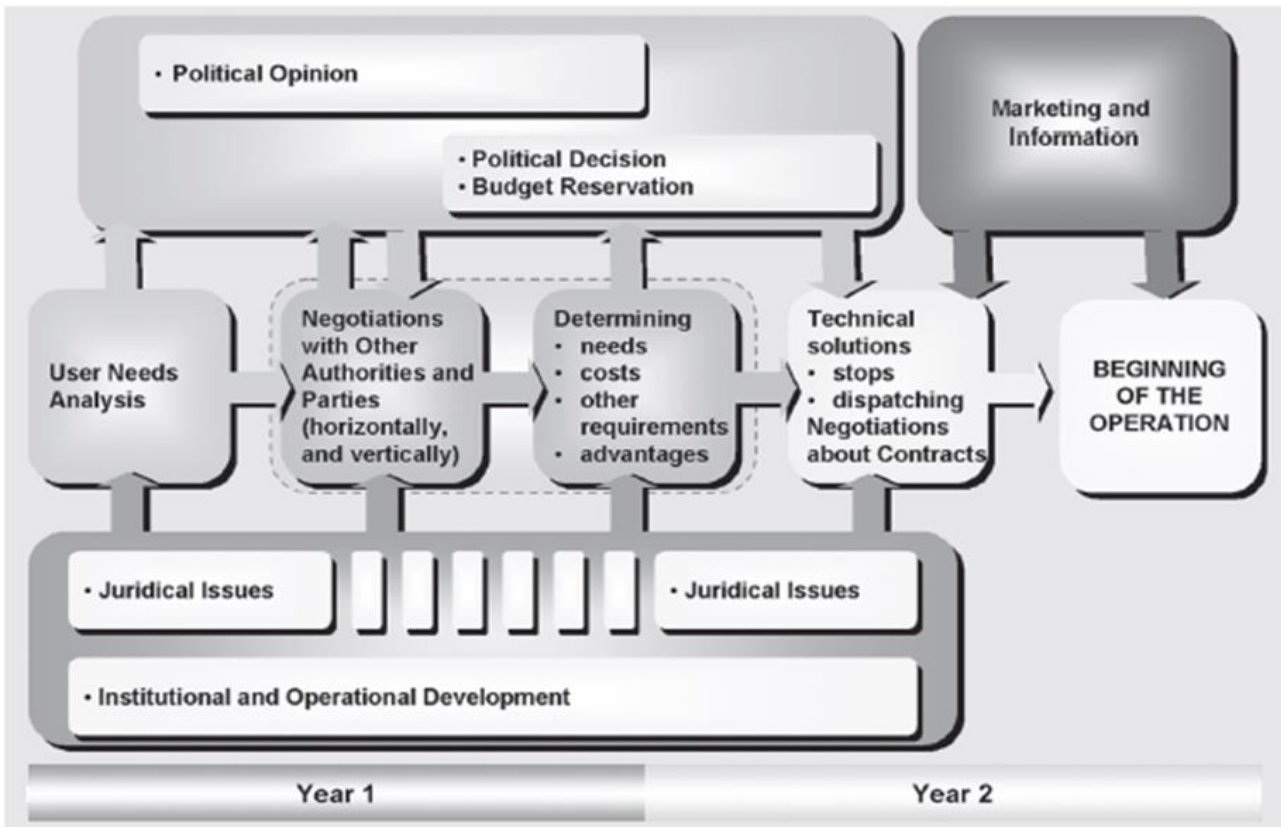 • Political Opinion
• Political Decision
• Budget Reservation
Marketing and
Information
User Needs
Analysis
Negotiations
with Other
Authorities and
Parties
(horizontally,
and vertically)
Determining
• needs
• costs
• other
requirements
• advantages
Technical
solutions
• stops
• dispatching
Negotiations
about Contracts
BEGINNING
OF THE
OPERATION
• Juridical Issues
• Juridical Issues
• Institutional and Operational Development
Year 1
Year 2